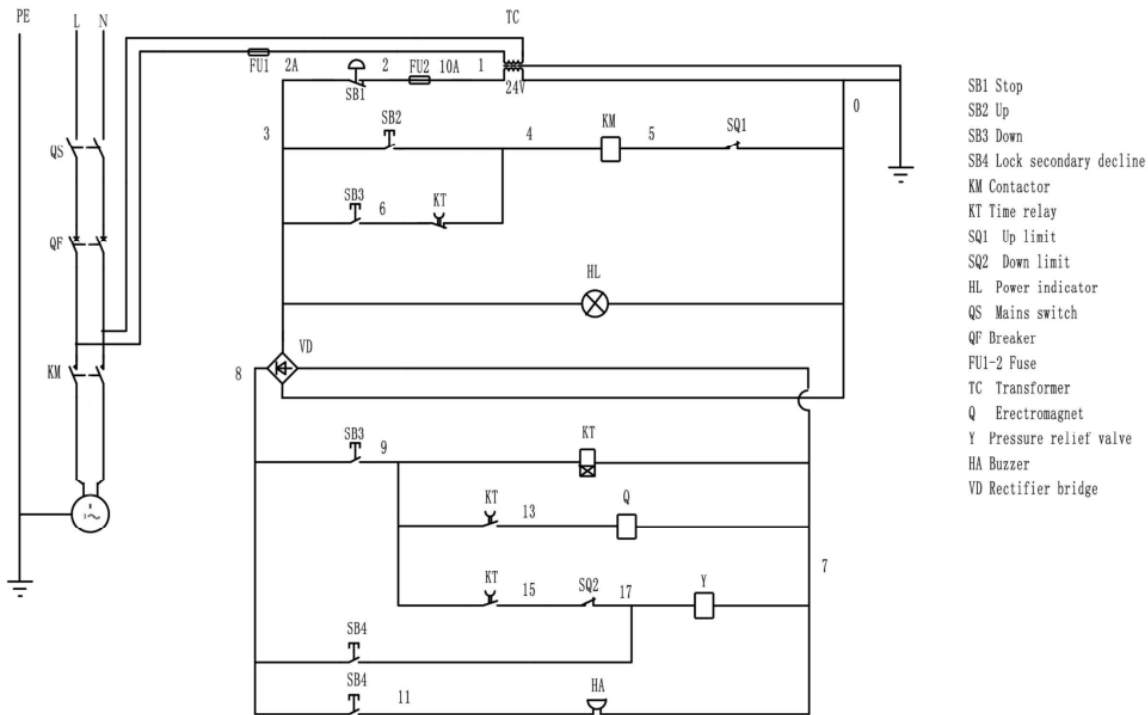 PE
L
N
TC
FU1
2A
2
FU2
10A
1
SB1
24V
0
3
SB2
4
KM
5
SQ1
QS
SB3
6
KT
QF
HL
VD
KM
8
SB3
9
KT
KT
13
Q
7
KT
15
SQ2
17
Y
SB4
SB4
11
HA
SB1 Stop
SB2 Up
SB3 Down
SB4 Lock secondary decline
KM Contactor
KT Time relay
SQ1 Up limit
SQ2 Down limit
HL Power indicator
QS Mains switch
QF Breaker
FU1-2 Fuse
TC Transformer
Q Erectromagnet
Y Pressure relief valve
HA Buzzer
VD Rectifier bridge